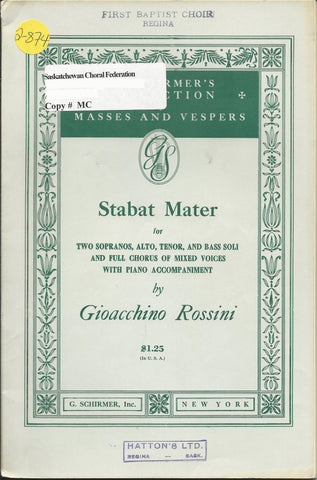 FIRST BAPTIST CHOIR
REGINA
2-874
Saskatchewan Choral Federation
Copy # MC
RMER'S
CTION
MASSES AND VESPERS
GS
Stabat Mater
for
TWO SOPRANOS, ALTO, TENOR, AND BASS SOLI
AND FULL CHORUS OF MIXED VOICES
WITH PIANO ACCOMPANIMENT
by
Gioacchino Rossini
$1.25
(In U. S. A.)
G. SCHIRMER, Inc. NEW YORK
HATTON'S LTD.
REGINA — SASK.